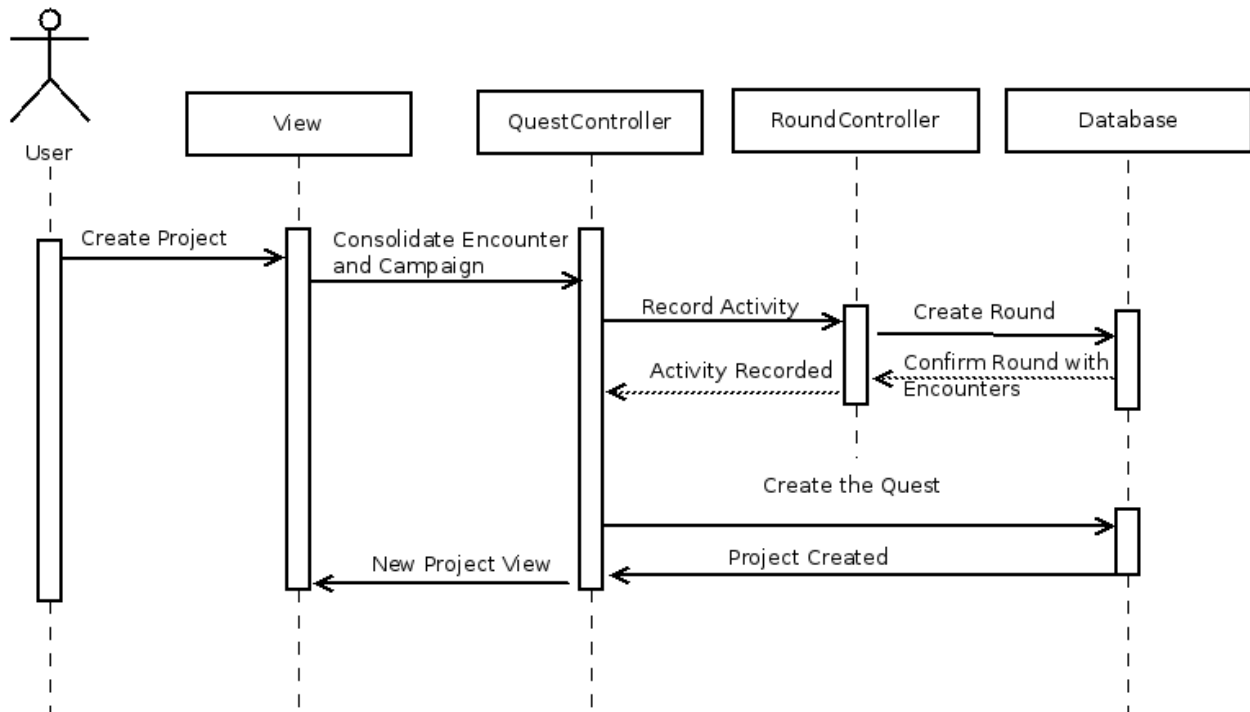 User
View
QuestController
RoundController
Database
Create Project
Consolidate Encounter
and Campaign
Record Activity
Create Round
Activity Recorded
Confirm Round with
Encounters
Create the Quest
New Project View
Project Created